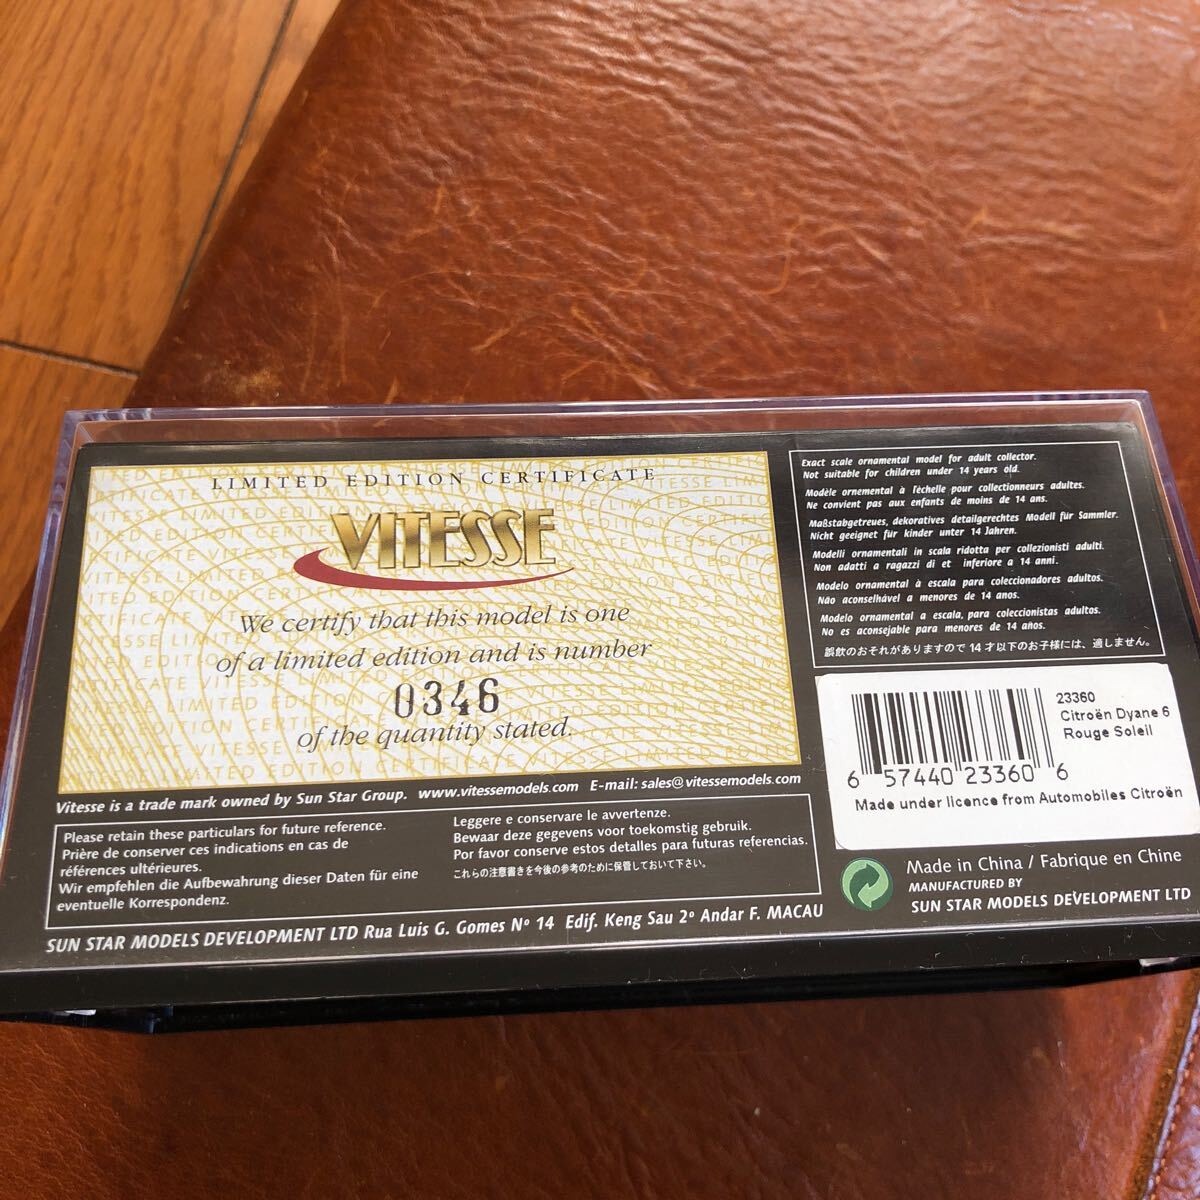 LIMITED EDITION CERTIFICATE
VITESSE
We certify that this model is one
of a limited edition and is number
0346
of the quantity stated.
Vitesse is a trade mark owned by Sun Star Group. www.vitessemodels.com E-mail: sales@vitessemodels.com
Please retain these particulars for future reference.
Prière de conserver ces indications en cas de
références ultérieures.
Wir empfehlen die Aufbewahrung dieser Daten für eine
eventuelle Korrespondenz.
Leggere e conservare le avvertenze.
Bewaar deze gegevens voor toekomstig gebruik.
Por favor conserve estos detalles para futuras referencias.
これらの注意書きを今後の参考のために保管しておいて下さい。
SUN STAR MODELS DEVELOPMENT LTD Rua Luis G. Gomes Nº 14 Edif. Keng Sau 2º Andar F. MACAU
Exact scale ornamental model for adult collector.
Not suitable for children under 14 years old.
Modèle ornemental à l'échelle pour collectionneurs adultes.
Ne convient pas aux enfants de moins de 14 ans.
Maßstabgetreues, dekoratives detailgerechtes Modell für Sammler.
Nicht geeignet für kinder unter 14 Jahren.
Modelli ornamentali in scala ridotta per collezionisti adulti.
Non adatti a ragazzi di et inferiore a 14 anni.
Modelo ornamental à escala para coleccionadores adultos.
Não aconselhável a menores de 14 anos.
Modelo ornamental a escala, para coleccionistas adultos.
No es aconsejable para menores de 14 años.
誤飲のおそれがありますので 14 才以下のお子様には、適しません。
23360
Citroën Dyane 6
Rouge Soleil
6 57440 23360 6
Made under licence from Automobiles Citroën
Made in China / Fabrique en Chine
MANUFACTURED BY
SUN STAR MODELS DEVELOPMENT LTD